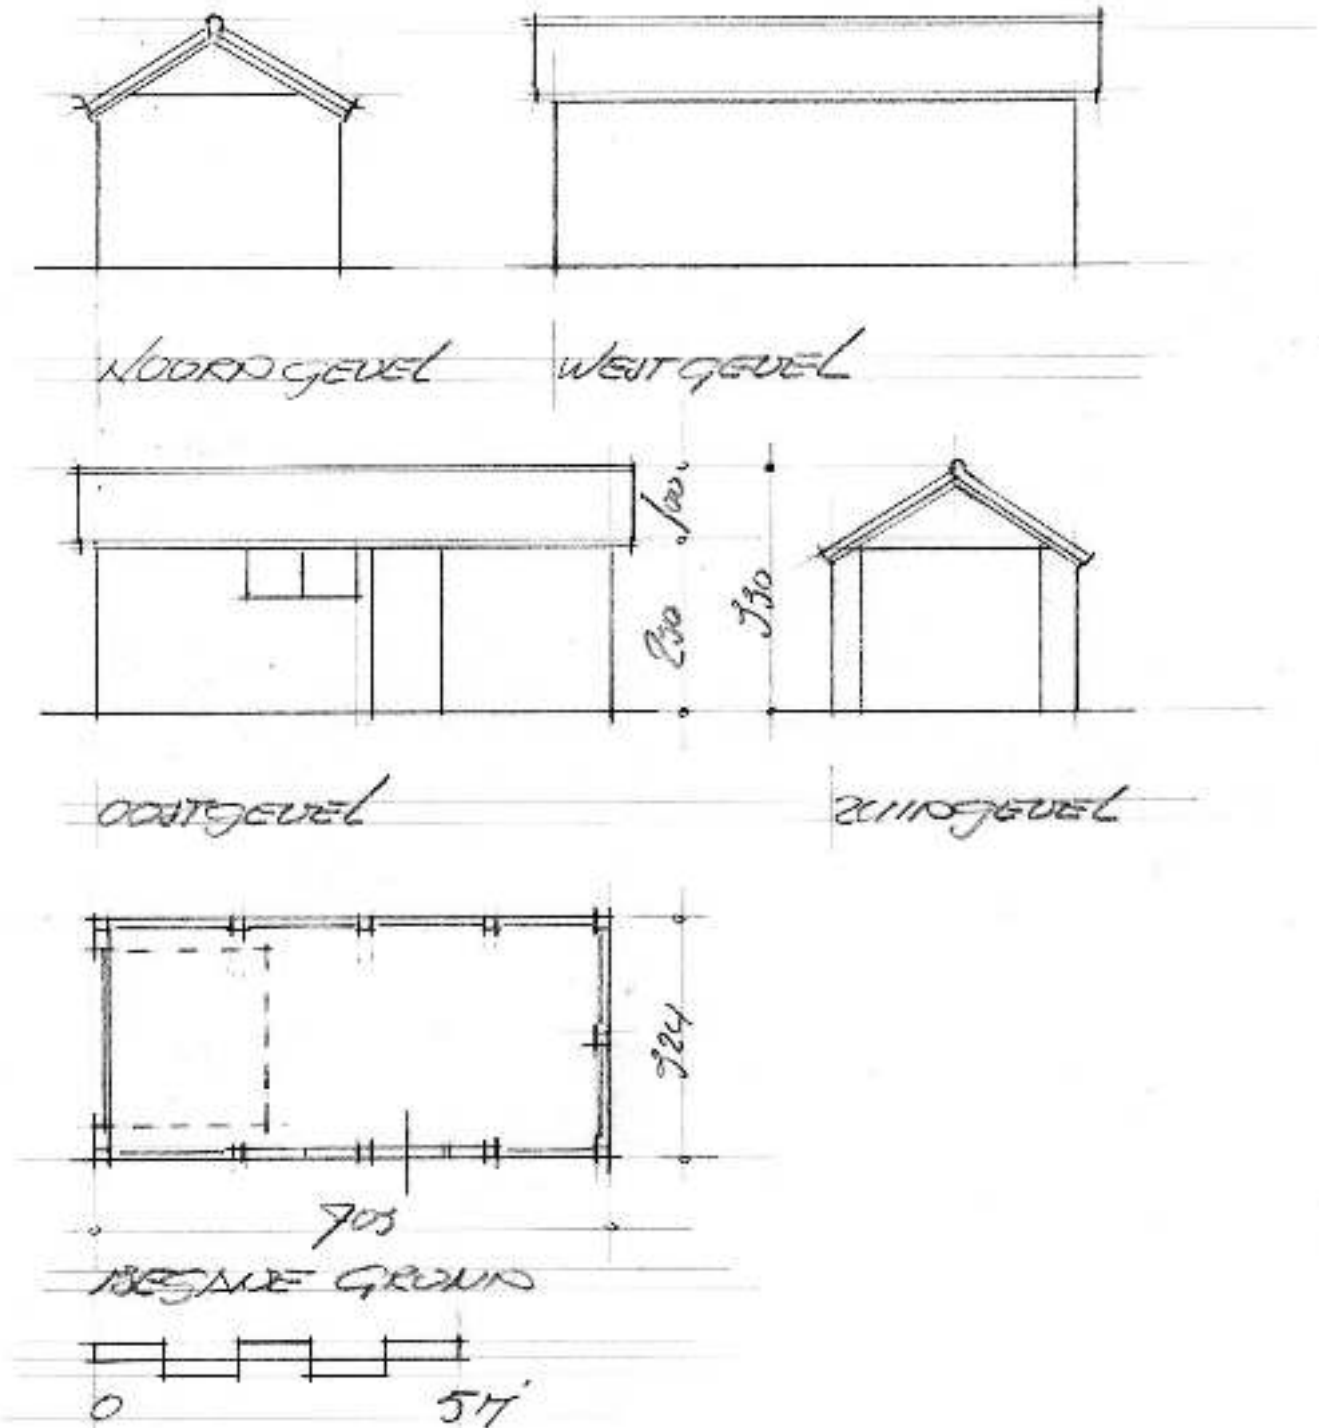 NOORDGEVEL
WESTGEVEL
100
230
330
OOSTGEVEL
ZUIDGEVEL
324
705
BEGANE GROND
0 5M